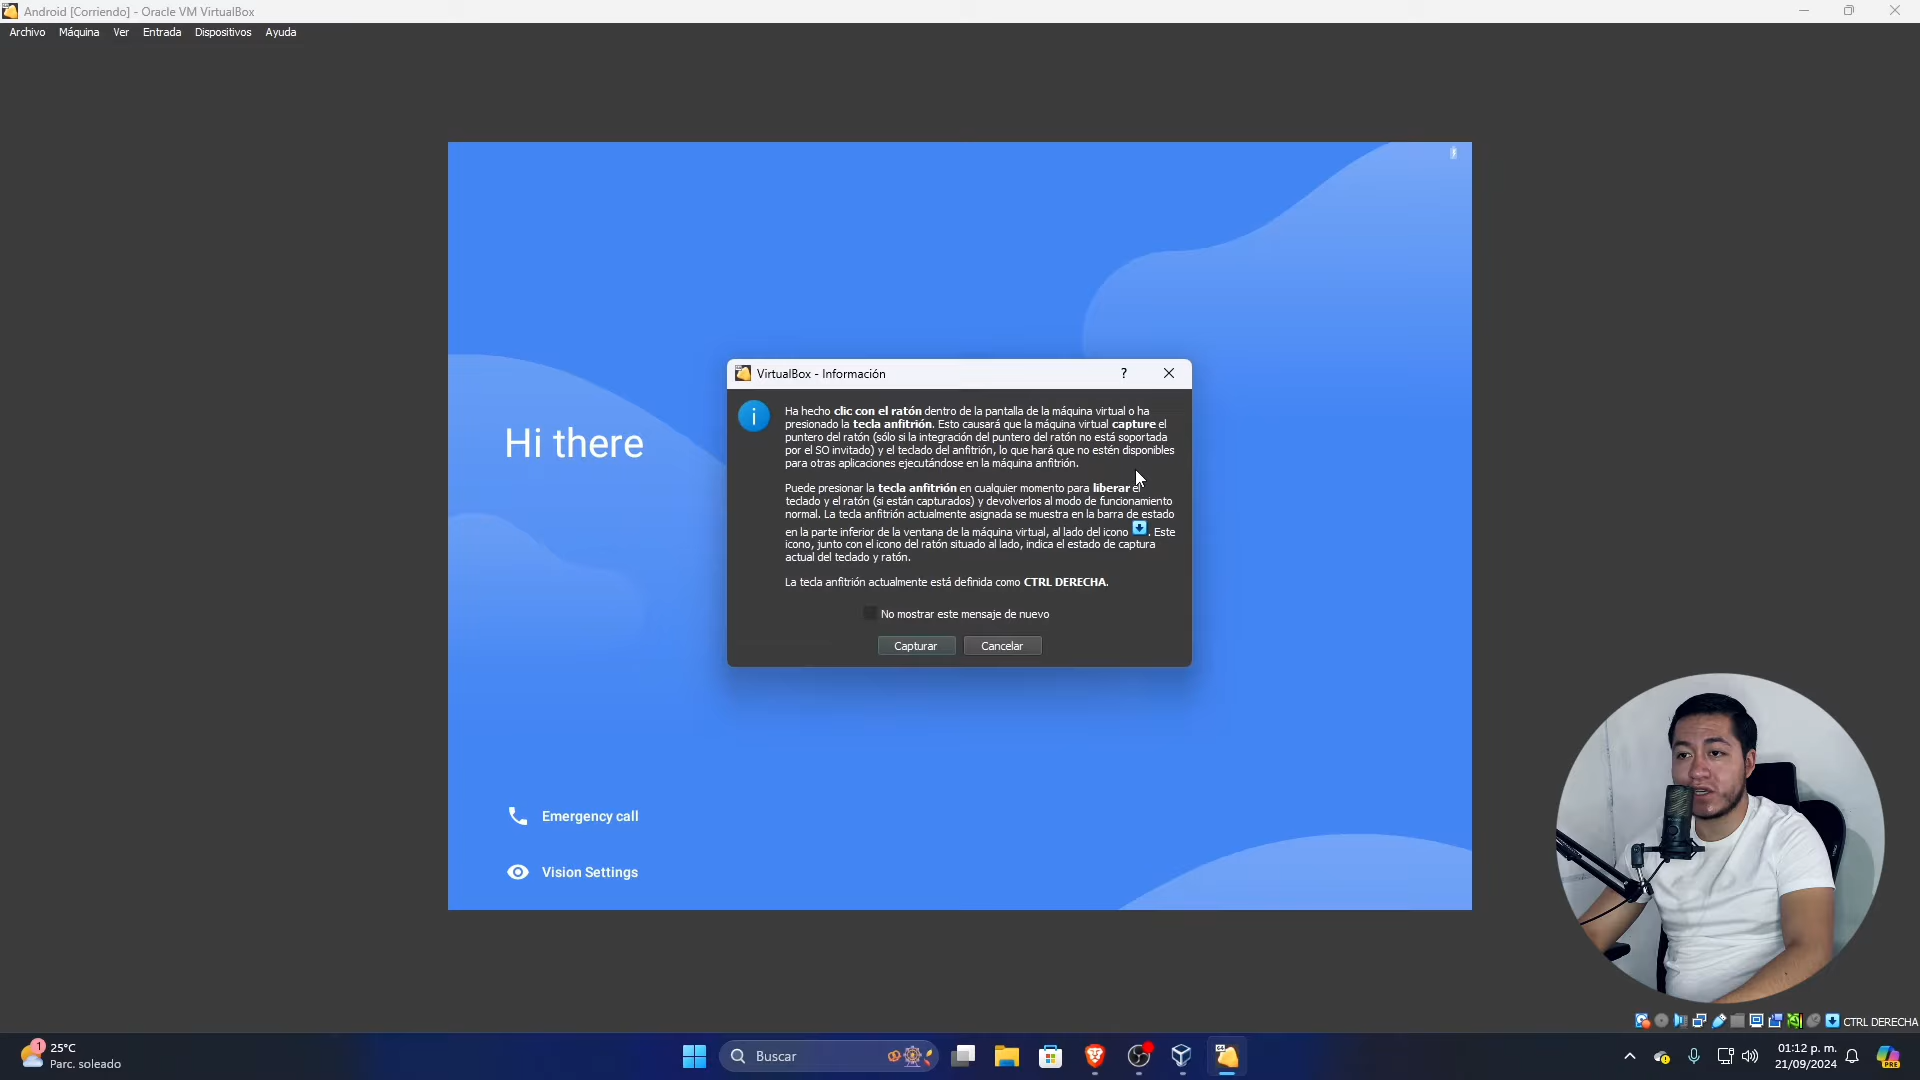 Android [Corriendo] - Oracle VM VirtualBox
Archivo Máquina Ver Entrada Dispositivos Ayuda
VirtualBox - Información
?
Ha hecho clic con el ratón dentro de la pantalla de la máquina virtual o ha
presionado la tecla anfitrión. Esto causará que la máquina virtual capture el
puntero del ratón (sólo si la integración del puntero del ratón no está soportada
por el SO invitado) y el teclado del anfitrión, lo que hará que no estén disponibles
para otras aplicaciones ejecutándose en la máquina anfitrión.
Puede presionar la tecla anfitrión en cualquier momento para liberar el
teclado y el ratón (si están capturados) y devolverlos al modo de funcionamiento
normal. La tecla anfitrión actualmente asignada se muestra en la barra de estado
en la parte inferior de la ventana de la máquina virtual, al lado del icono . Este
icono, junto con el icono del ratón situado al lado, indica el estado de captura
actual del teclado y ratón.
La tecla anfitrión actualmente está definida como CTRL DERECHA.
No mostrar este mensaje de nuevo
Capturar Cancelar
Hi there
Emergency call
Vision Settings
CTRL DERECHA
1
25°C
Parc. soleado
Buscar
01:12 p. m.
21/09/2024
PRE